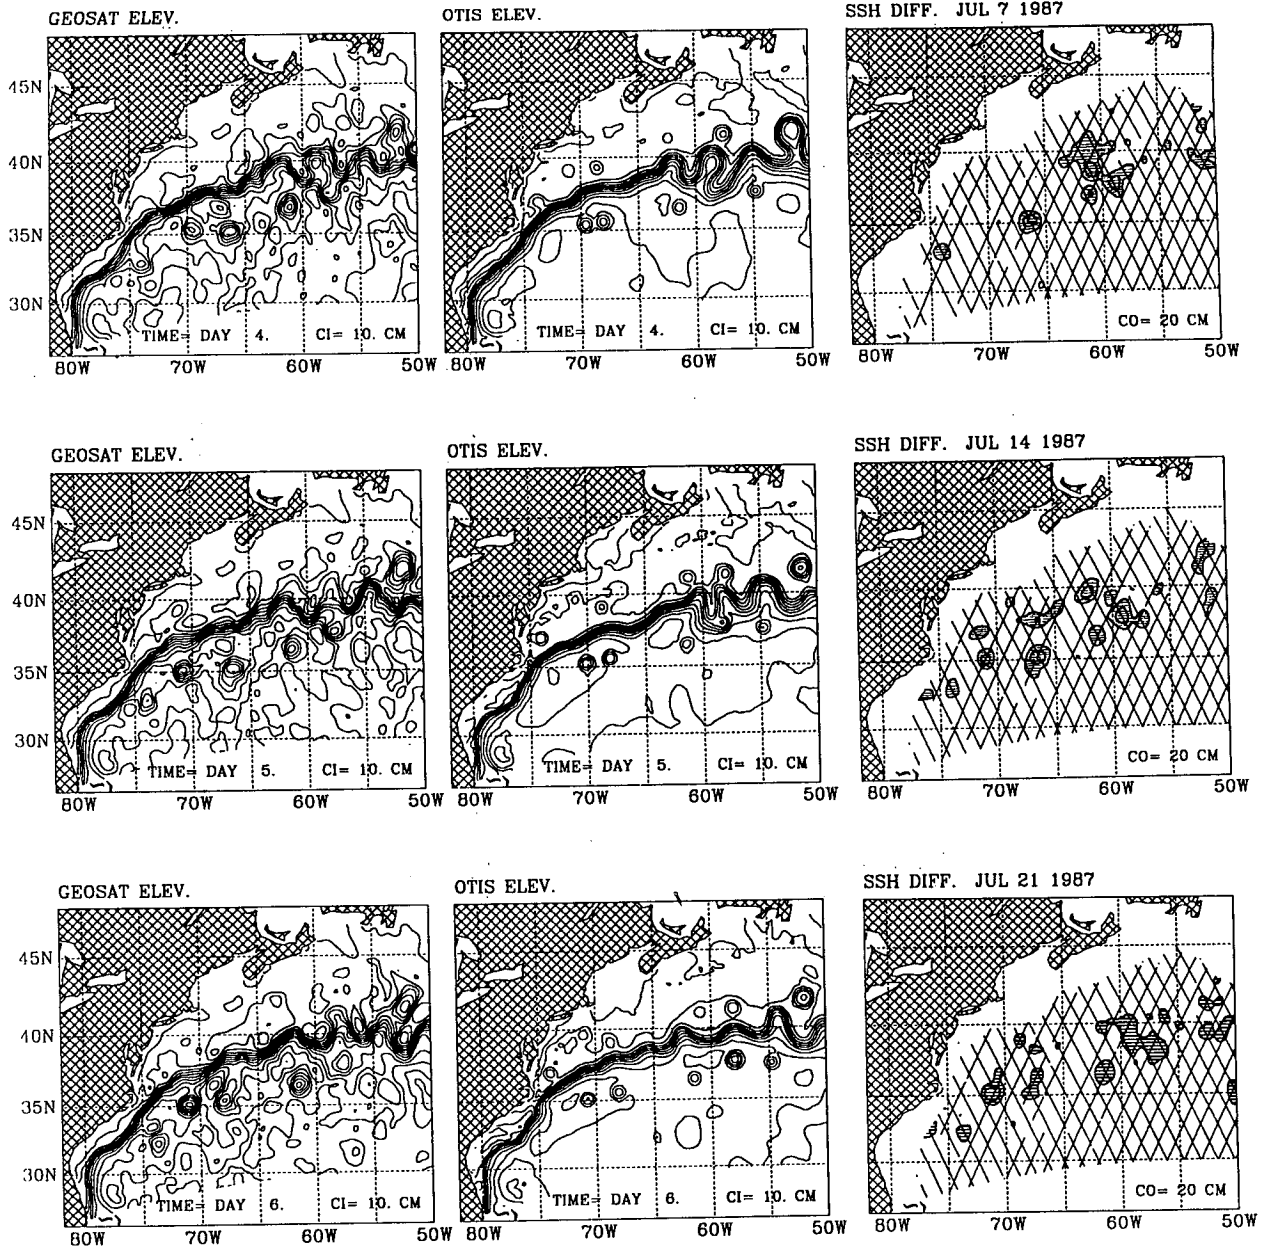 GEOSAT ELEV.
OTIS ELEV.
SSH DIFF. JUL 7 1987
45N
40N
35N
30N
TIME= DAY 4. CI= 10. CM
TIME= DAY 4. CI= 10. CM
CO= 20 CM
80W 70W 60W
80W 70W 60W
80W 70W 60W 50W
GEOSAT ELEV.
OTIS ELEV.
SSH DIFF. JUL 14 1987
45N
40N
35N
30N
TIME= DAY 5. CI= 10. CM
TIME= DAY 5. CI= 10. CM
CO= 20 CM
80W 70W 60W 50W
80W 70W 60W 50W
80W 70W 60W 50W
GEOSAT ELEV.
OTIS ELEV.
SSH DIFF. JUL 21 1987
45N
40N
35N
30N
TIME= DAY 6. CI= 10. CM
TIME= DAY 6. CI= 10. CM
CO= 20 CM
80W 70W 60W 50W
80W 70W 60W 50W
80W 70W 60W 50W